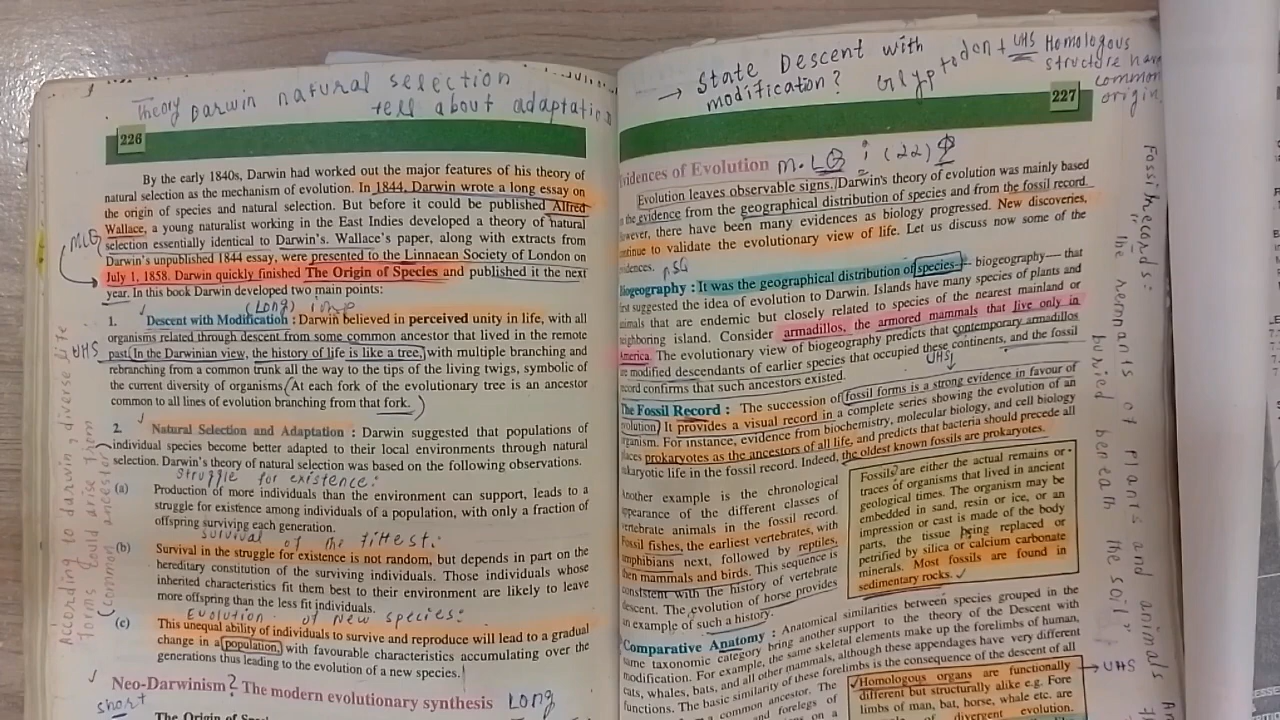 Theory Darwin natural selection
tell about adaptation
226
By the early 1840s, Darwin had worked out the major features of his theory of
natural selection as the mechanism of evolution. In 1844, Darwin wrote a long essay on
the origin of species and natural selection. But before it could be published Alfred
Wallace, a young naturalist working in the East Indies developed a theory of natural
selection essentially identical to Darwin's. Wallace's paper, along with extracts from
Darwin's unpublished 1844 essay, were presented to the Linnaean Society of London on
July 1, 1858. Darwin quickly finished The Origin of Species and published it the next
year. In this book Darwin developed two main points:
MCQ
(Long) imp
1. Descent with Modification : Darwin believed in perceived unity in life, with all
organisms related through descent from some common ancestor that lived in the remote
past. In the Darwinian view, the history of life is like a tree, with multiple branching and
rebranching from a common trunk all the way to the tips of the living twigs, symbolic of
the current diversity of organisms. At each fork of the evolutionary tree is an ancestor
common to all lines of evolution branching from that fork.
UHS
2. Natural Selection and Adaptation : Darwin suggested that populations of
individual species become better adapted to their local environments through natural
selection. Darwin's theory of natural selection was based on the following observations.
Struggle for existence:
(a) Production of more individuals than the environment can support, leads to a
struggle for existence among individuals of a population, with only a fraction of
offspring surviving each generation.
survival of the fittest:
(b) Survival in the struggle for existence is not random, but depends in part on the
hereditary constitution of the surviving individuals. Those individuals whose
inherited characteristics fit them best to their environment are likely to leave
more offspring than the less fit individuals.
Evolution of New species:
(c) This unequal ability of individuals to survive and reproduce will lead to a gradual
change in a population, with favourable characteristics accumulating over the
generations thus leading to the evolution of a new species.
According to darwin, diverse life
forms could arise from
(common ancestor)
Neo-Darwinism? The modern evolutionary synthesis Long
short
The Origin of
→ State Descent with
modification?
Glyptodont
UHS Homologous
structure have
common
origin.
227
Evidences of Evolution
Evolution leaves observable signs. Darwin's theory of evolution was mainly based
the evidence from the geographical distribution of species and from the fossil record.
However, there have been many evidences as biology progressed. New discoveries,
continue to validate the evolutionary view of life. Let us discuss now some of the
evidences.
Biogeography : It was the geographical distribution of species— biogeography— that
first suggested the idea of evolution to Darwin. Islands have many species of plants and
animals that are endemic but closely related to species of the nearest mainland or
neighboring island. Consider armadillos, the armored mammals that live only in
America. The evolutionary view of biogeography predicts that contemporary armadillos
are modified descendants of earlier species that occupied these continents, and the fossil
record confirms that such ancestors existed.
UHS
The Fossil Record : The succession of fossil forms is a strong evidence in favour of
evolution. It provides a visual record in a complete series showing the evolution of an
organism. For instance, evidence from biochemistry, molecular biology, and cell biology
places prokaryotes as the ancestors of all life, and predicts that bacteria should precede all
eukaryotic life in the fossil record. Indeed, the oldest known fossils are prokaryotes.
Another example is the chronological
appearance of the different classes of
vertebrate animals in the fossil record.
Fossil fishes, the earliest vertebrates, with
amphibians next, followed by reptiles,
then mammals and birds. This sequence is
consistent with the history of vertebrate
descent. The evolution of horse provides
an example of such a history.
Fossils are either the actual remains or
traces of organisms that lived in ancient
geological times. The organism may be
embedded in sand, resin or ice, or an
impression or cast is made of the body
parts, the tissue being replaced or
petrified by silica or calcium carbonate
minerals. Most fossils are found in
sedimentary rocks.
Comparative Anatomy : Anatomical similarities between species grouped in the
same taxonomic category bring another support to the theory of the Descent with
modification. For example, the same skeletal elements make up the forelimbs of human,
cats, whales, bats, and all other mammals, although these appendages have very different
functions. The basic similarity of these forelimbs is the consequence of the descent of all
common ancestor. The
and forelegs of
on a
Homologous organs are functionally
different but structurally alike e.g. Fore
limbs of man, bat, horse, whale etc. are
of divergent evolution.
→ UHS
Fossil records:
the remnants of plants and animals
buried beneath the soil